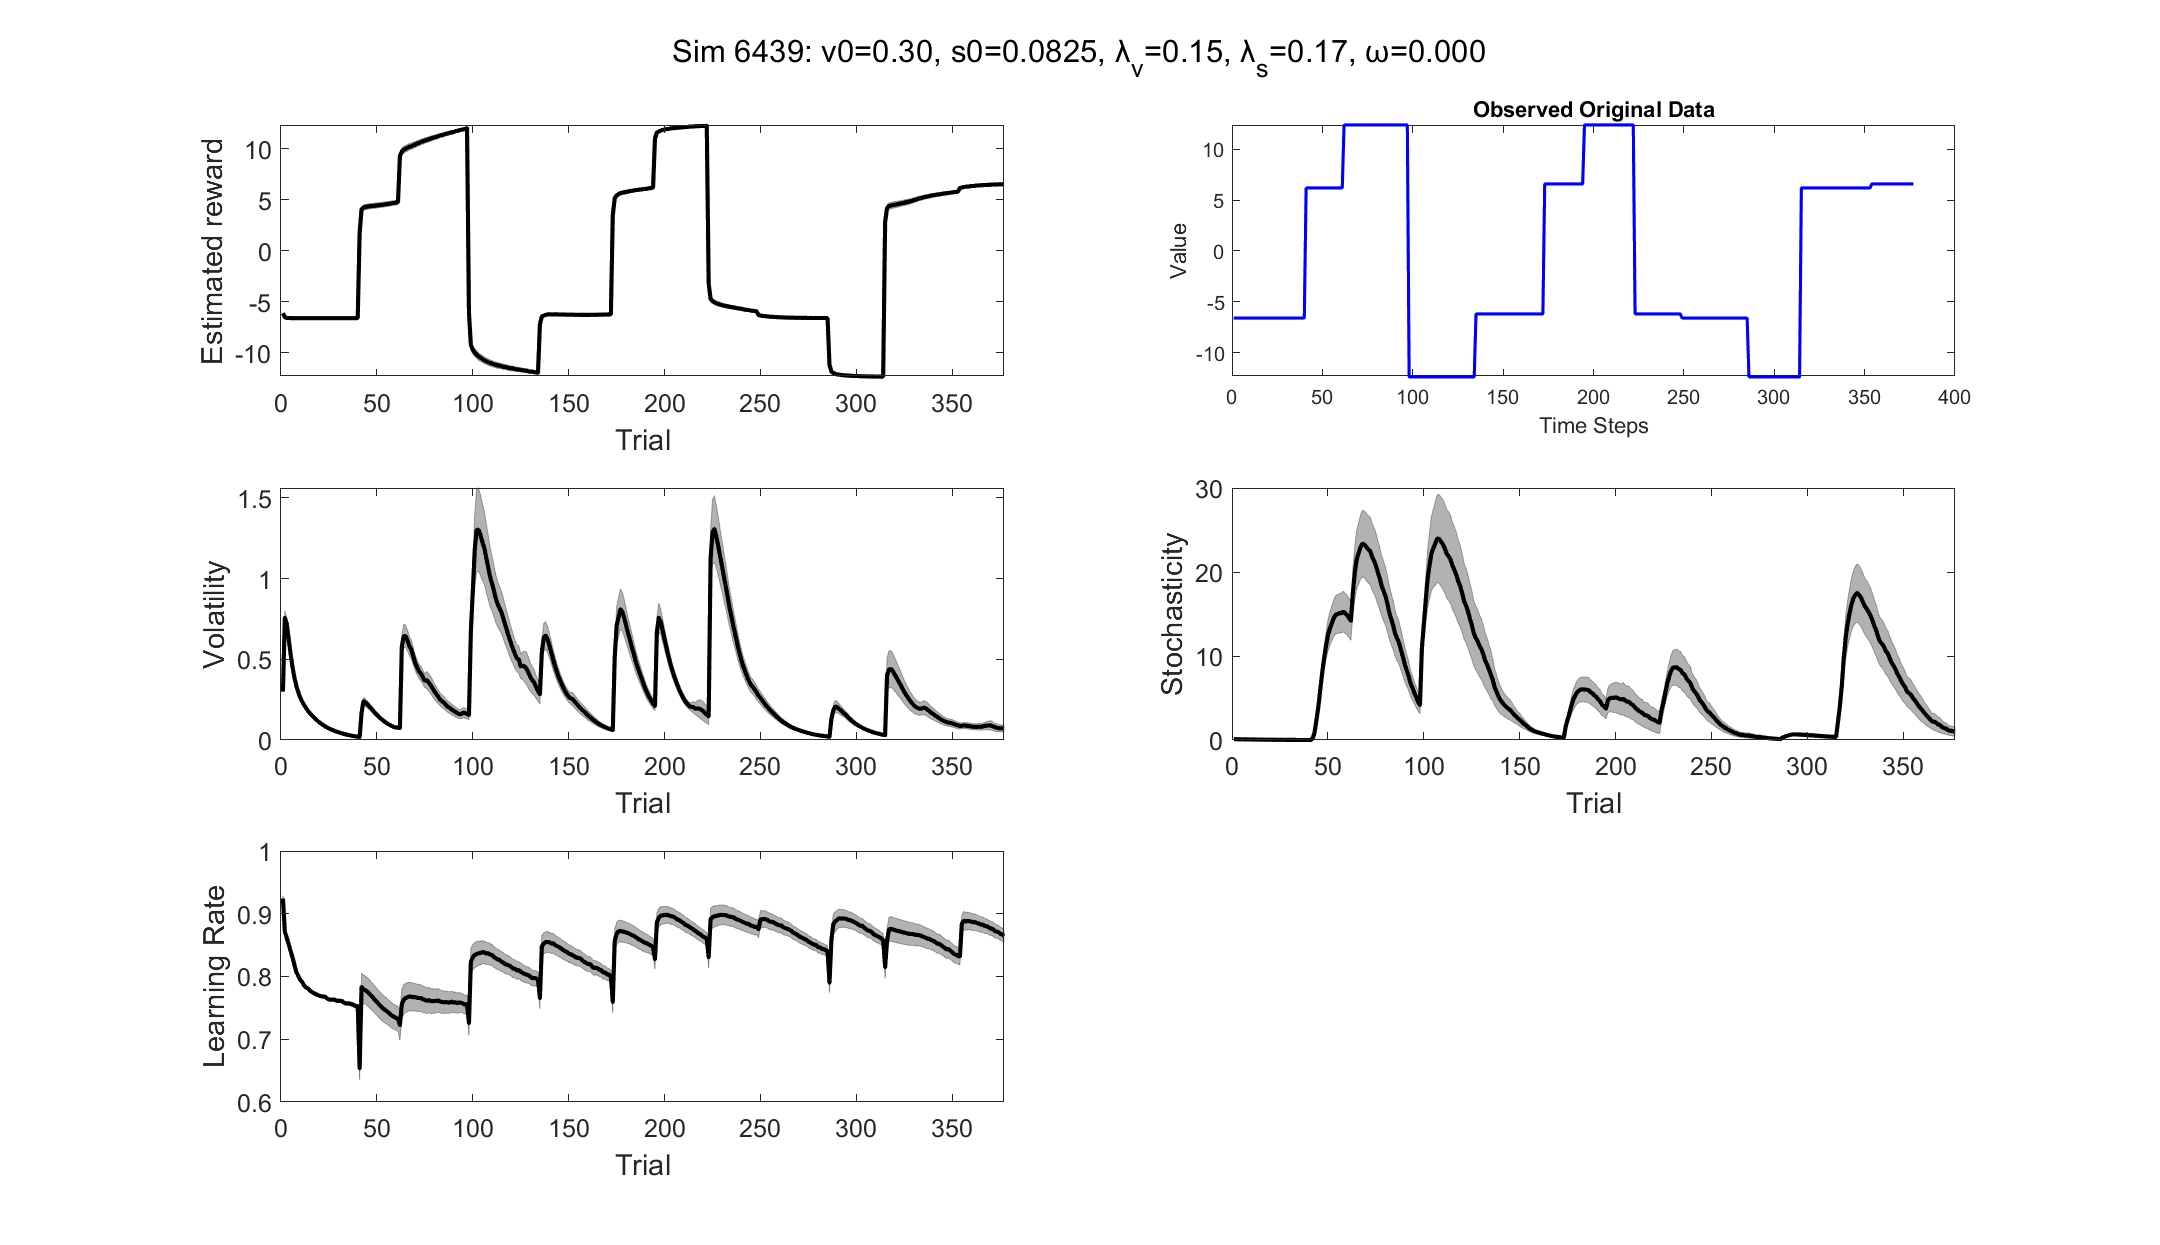 Sim 6439: v0=0.30, s0=0.0825, λv=0.15, λs=0.17, ω=0.000
Estimated reward
10
5
0
-5
-10
0 50 100 150 200 250 300 350
Trial
Observed Original Data
Value
10
5
0
-5
-10
0 50 100 150 200 250 300 350 400
Time Steps
Volatility
1.5
1
0.5
0
0 50 100 150 200 250 300 350
Trial
Stochasticity
30
20
10
0
0 50 100 150 200 250 300 350
Trial
Learning Rate
1
0.9
0.8
0.7
0.6
0 50 100 150 200 250 300 350
Trial